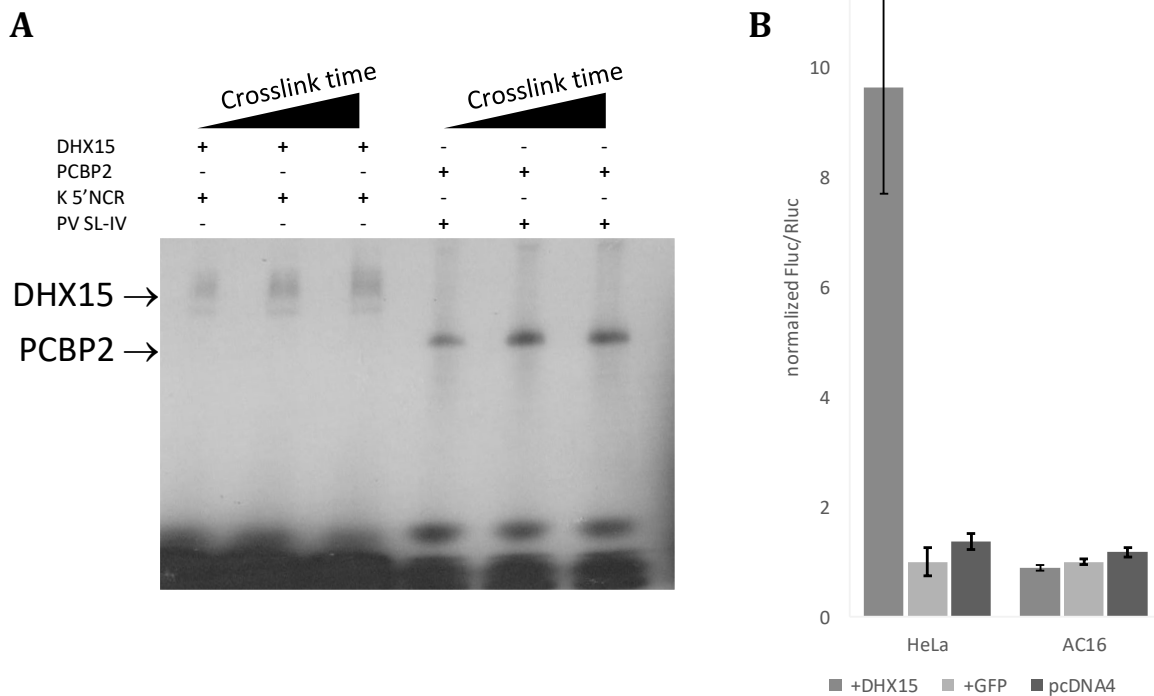 A
Crosslink time Crosslink time
DHX15 + + + - - -
PCBP2 - - - + + +
K 5’NCR + + + - - -
PV SL-IV - - - + + +
DHX15 →
PCBP2 →
B
normalized Fluc/Rluc
10
8
6
4
2
0
HeLa AC16
+DHX15 +GFP pcDNA4